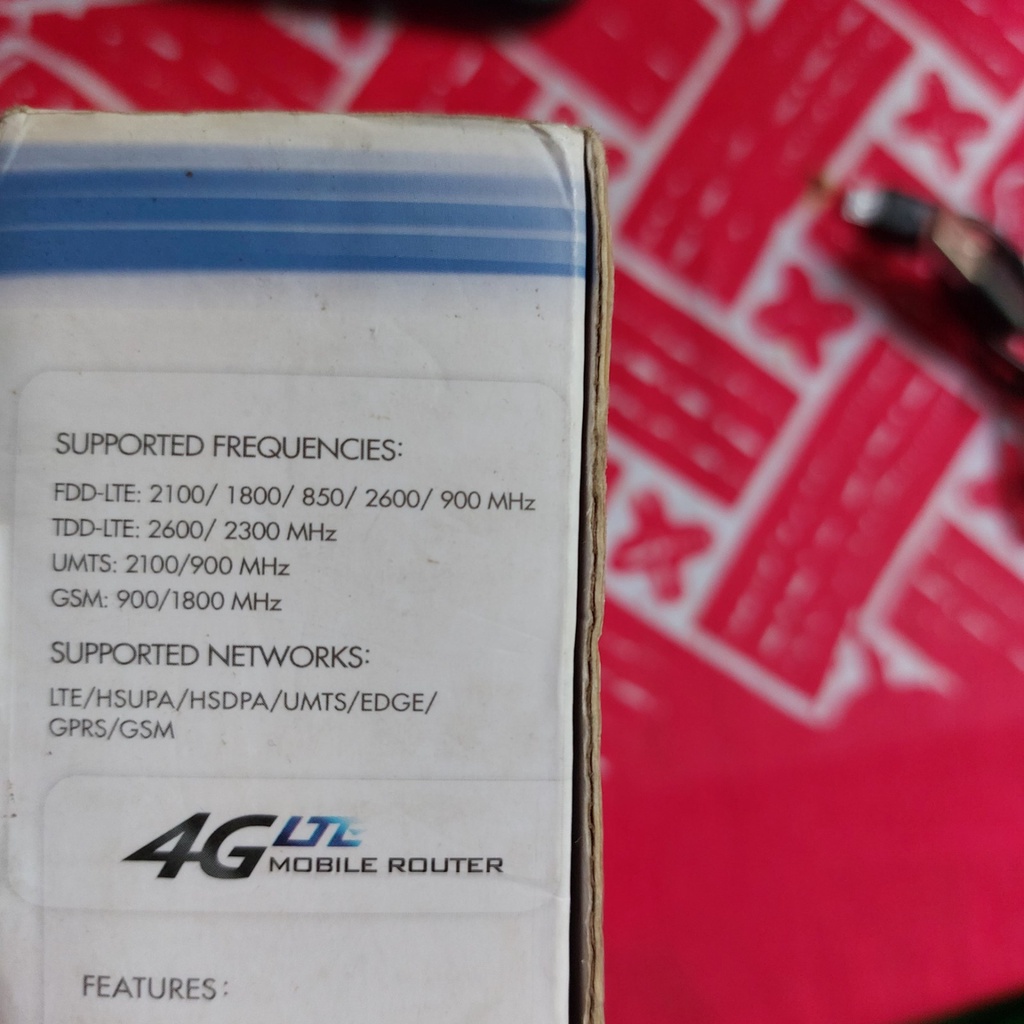 SUPPORTED FREQUENCIES:
FDD-LTE: 2100/ 1800/ 850/ 2600/ 900 MHz
TDD-LTE: 2600/ 2300 MHz
UMTS: 2100/900 MHz
GSM: 900/1800 MHz
SUPPORTED NETWORKS:
LTE/HSUPA/HSDPA/UMTS/EDGE/
GPRS/GSM
4G LTE
MOBILE ROUTER
FEATURES: